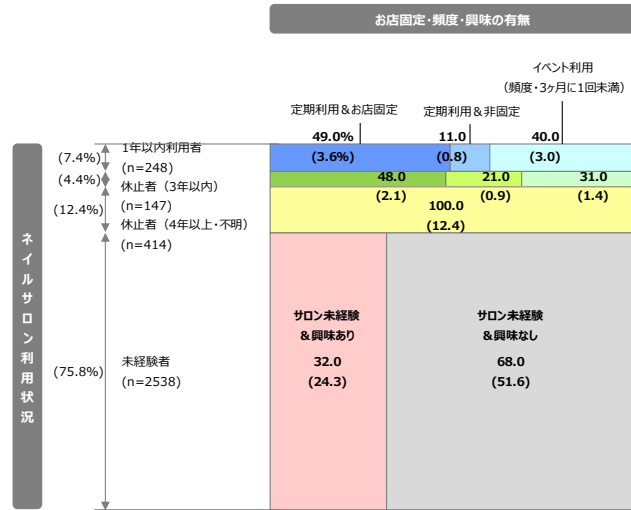 お店固定・頻度・興味の有無
イベント利用
(頻度・3ヶ月に1回未満)
定期利用＆お店固定
定期利用＆非固定
49.0%
11.0
40.0
(3.6%)
(0.8)
(3.0)
(7.4%)
1年以内利用者
(n=248)
(4.4%)
休止者（3年以内）
(n=147)
48.0
21.0
31.0
(2.1)
(0.9)
(1.4)
(12.4%)
休止者（4年以上・不明）
(n=414)
100.0
(12.4)
ネイルサロン利用状況
(75.8%)
未経験者
(n=2538)
サロン未経験
＆興味あり
32.0
(24.3)
サロン未経験
＆興味なし
68.0
(51.6)